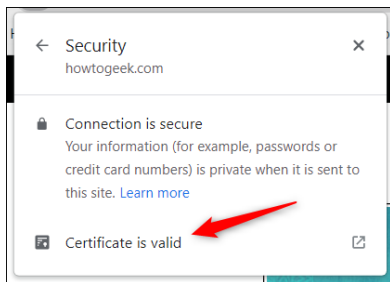 Security
howtogeek.com
Connection is secure
Your information (for example, passwords or
credit card numbers) is private when it is sent to
this site. Learn more
Certificate is valid